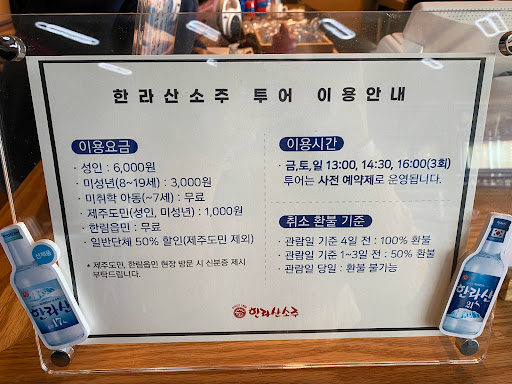 한라산소주 투어 이용안내
이용요금
· 성인 : 6,000원
· 미성년(8~19세) : 3,000원
· 미취학 아동(~7세) : 무료
· 제주도민(성인, 미성년) : 1,000원
· 한림읍민 : 무료
· 일반단체 50% 할인(제주도민 제외)
* 제주도민, 한림읍민 현장 방문 시 신분증 제시
부탁드립니다.
이용시간
· 금,토,일 13:00, 14:30, 16:00(3회)
투어는 사전 예약제로 운영됩니다.
취소 환불 기준
· 관람일 기준 4일 전 : 100% 환불
· 관람일 기준 1~3일 전 : 50% 환불
· 관람일 당일 : 환불 불가능
한라산소주
한라산
17
한라산
21